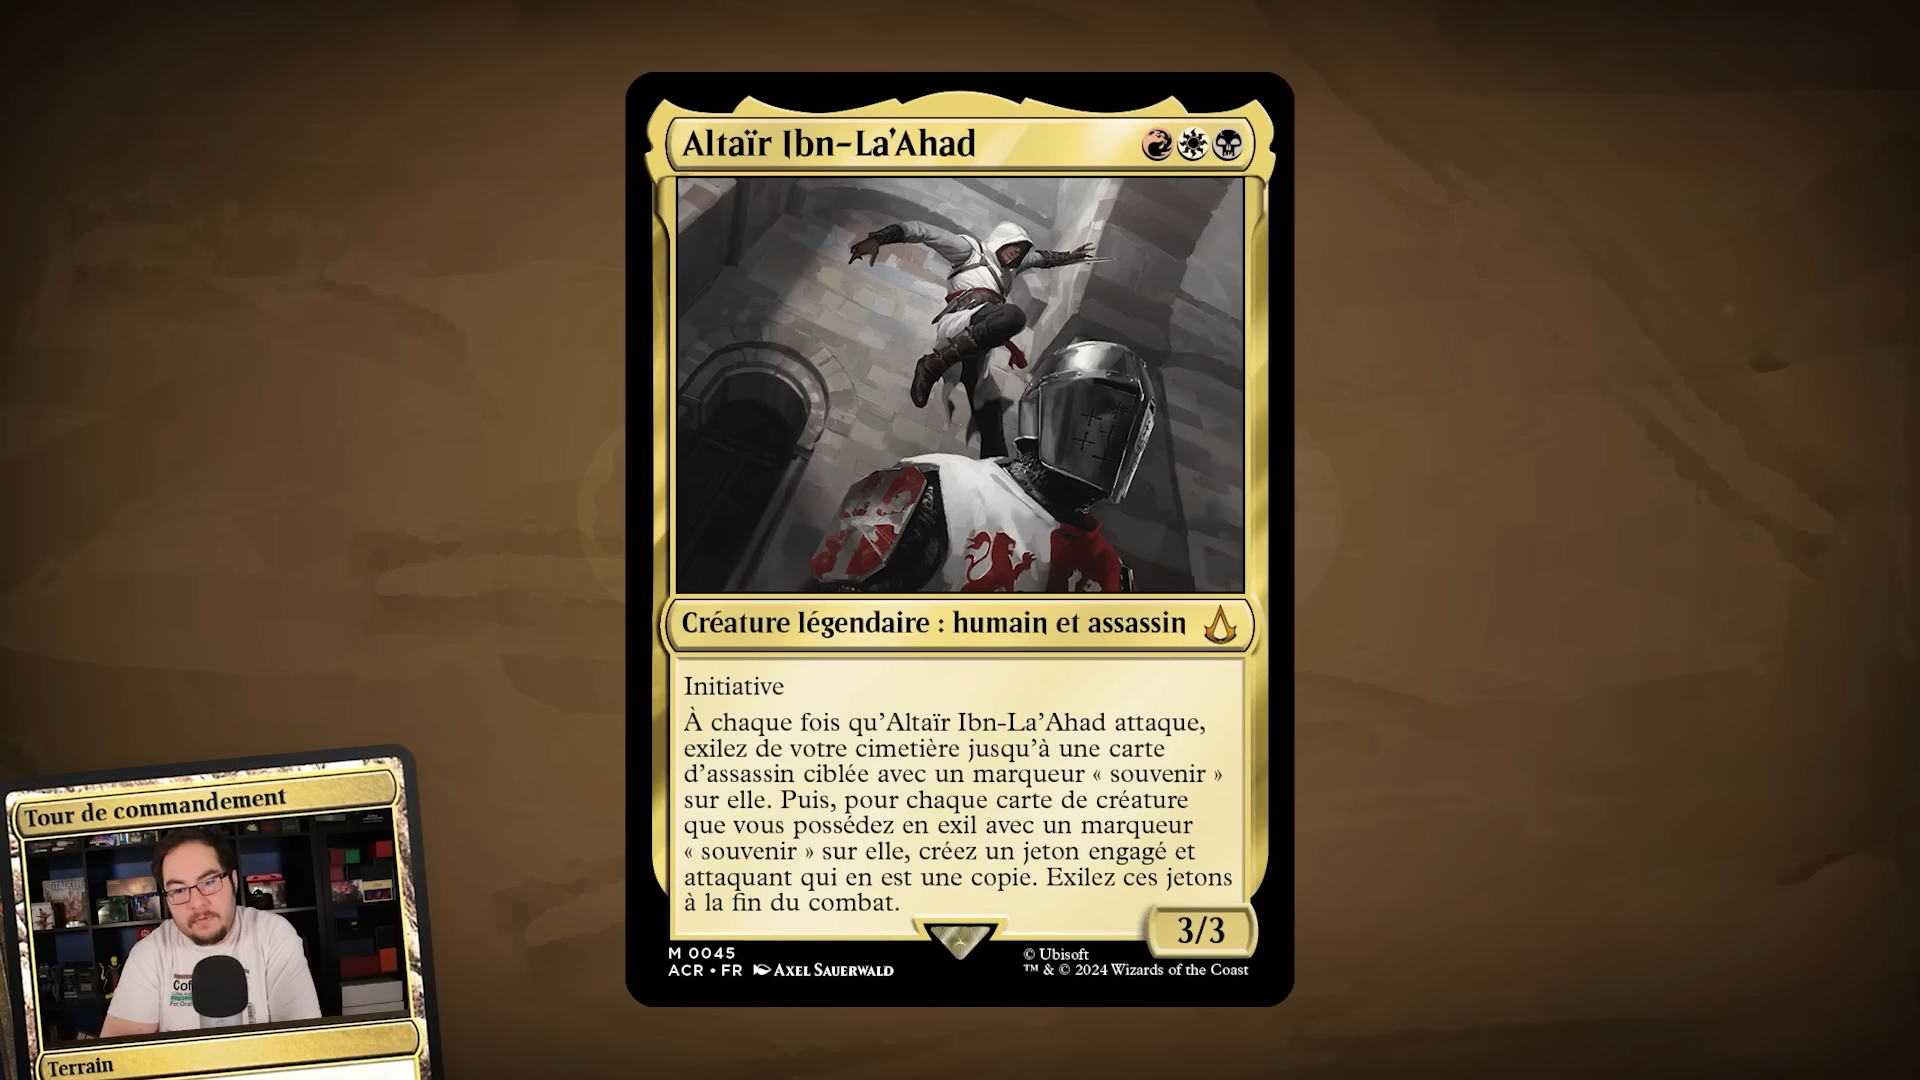 Altaïr Ibn-La'Ahad
Créature légendaire : humain et assassin
Initiative
À chaque fois qu'Altaïr Ibn-La'Ahad attaque,
exilez de votre cimetière jusqu'à une carte
d'assassin ciblée avec un marqueur « souvenir »
sur elle. Puis, pour chaque carte de créature
que vous possédez en exil avec un marqueur
« souvenir » sur elle, créez un jeton engagé et
attaquant qui en est une copie. Exilez ces jetons
à la fin du combat.
3/3
M 0045
ACR • FR AXEL SAUERWALD
© Ubisoft
™ & © 2024 Wizards of the Coast
Tour de commandement
Terrain